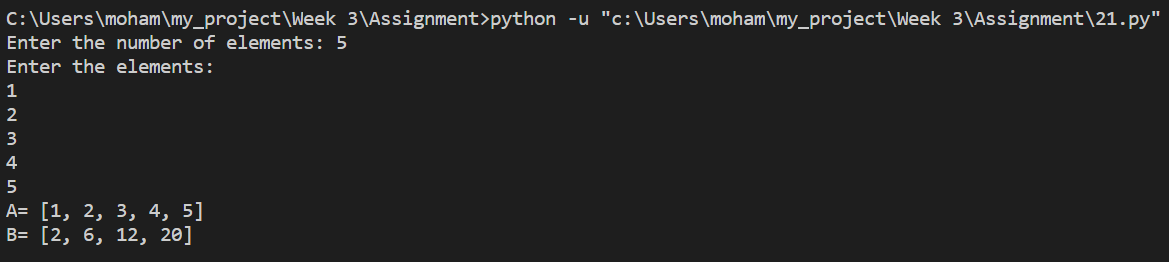 C:\Users\moham\my_project\Week 3\Assignment>python -u "c:\Users\moham\my_project\Week 3\Assignment\21.py"
Enter the number of elements: 5
Enter the elements:
1
2
3
4
5
A= [1, 2, 3, 4, 5]
B= [2, 6, 12, 20]